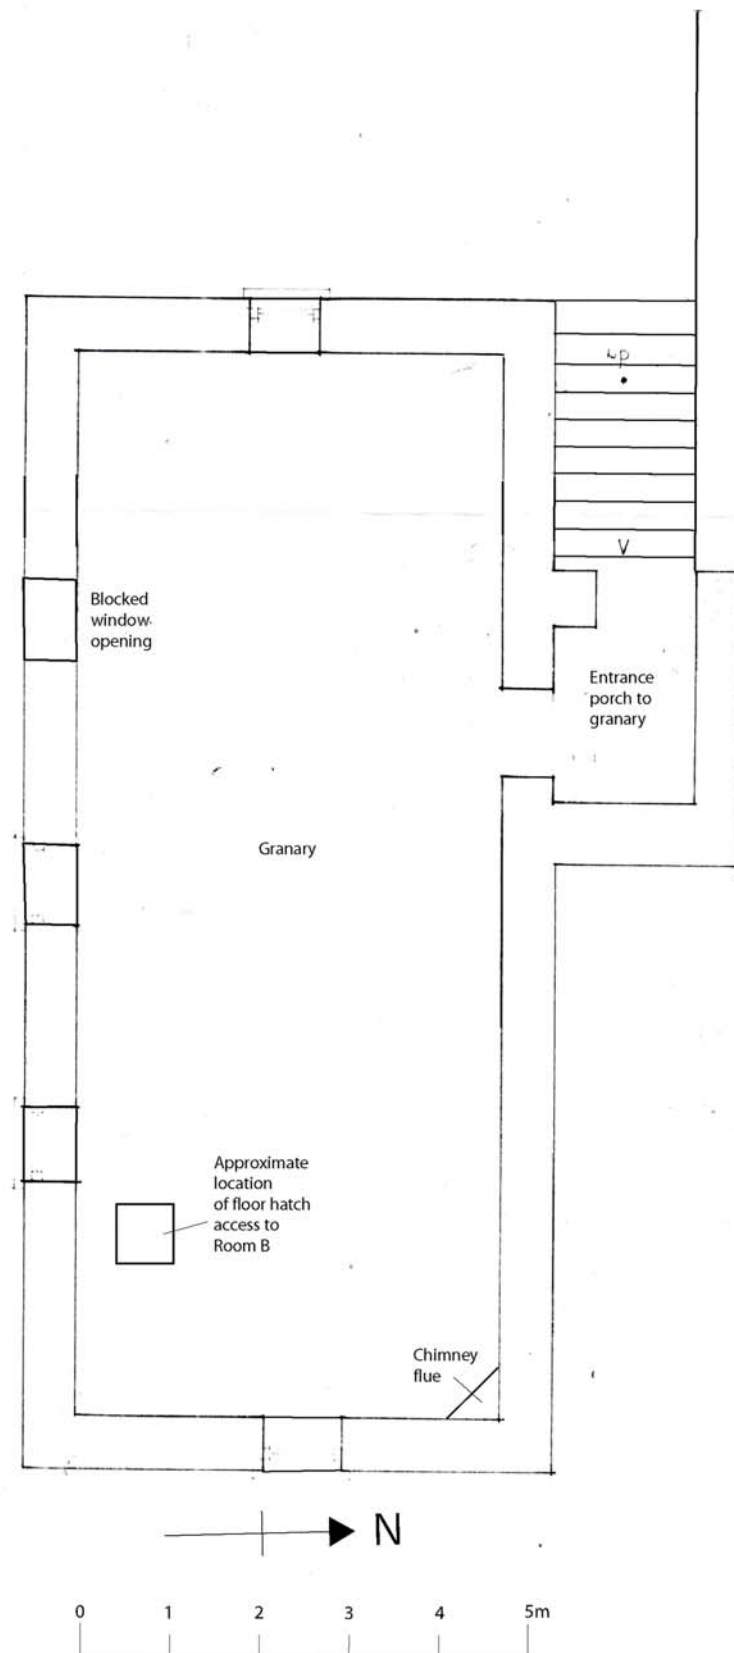 up
V
Blocked
window
opening
Entrance
porch to
granary
Granary
Approximate
location
of floor hatch
access to
Room B
Chimney
flue
N
0 1 2 3 4 5m